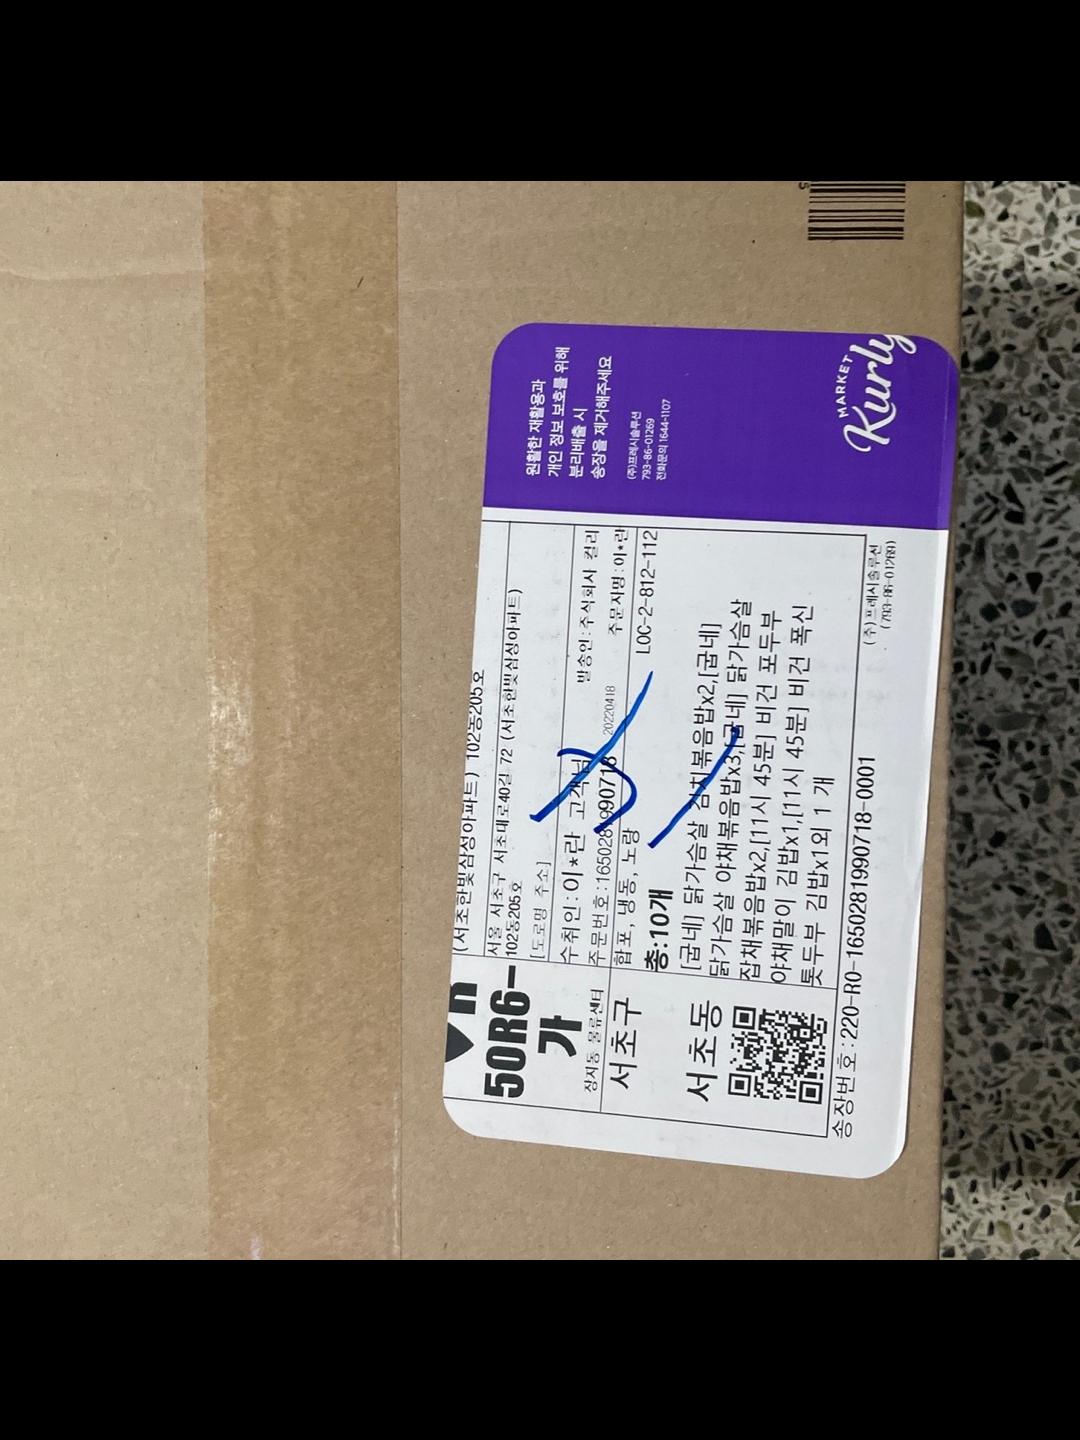 원활한 재활용과
개인 정보 보호를 위해
분리배출 시
송장을 제거해주세요
(주)프레시솔루션
793-86-01269
전화문의 1644-1107
MARKET
Kurly
(서초한빛삼성아파트) 102동205호
서울 서초구 서초대로40길 72 (서초한빛삼성아파트)
102동205호
[도로명 주소]
수취인:이*란 고객님 발송인:주식회사 컬리
주문번호:1650281990718 20220418 주문자명:이*란
합포, 냉동, 노랑 LOC-2-812-112
총:10개
[굽네] 닭가슴살 김치볶음밥x2,[굽네]
닭가슴살 야채볶음밥x3,[굽네] 닭가슴살
잡채볶음밥x2,[11시 45분] 비건 포두부
야채말이 김밥x1,[11시 45분] 비건 폭신
톳두부 김밥x1외 1 개
50R6-
가
장지동 물류센터
서초구
서초동
송장번호:220-R0-1650281990718-0001
(주)프레시솔루션
(793-86-01269)
5